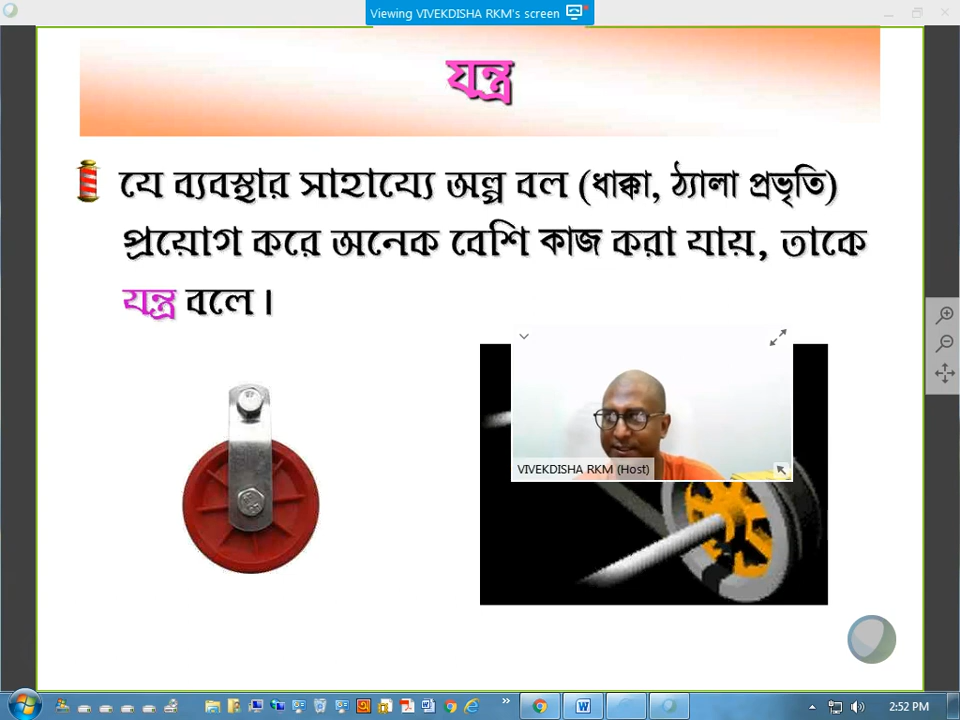 Viewing VIVEKDISHA RKM's screen
যন্ত্র
যে ব্যবস্থার সাহায্যে অল্প বল (ধাক্কা, ঠ্যালা প্রভৃতি)
প্রয়োগ করে অনেক বেশি কাজ করা যায়, তাকে
যন্ত্র বলে।
VIVEKDISHA RKM (Host)
2:52 PM